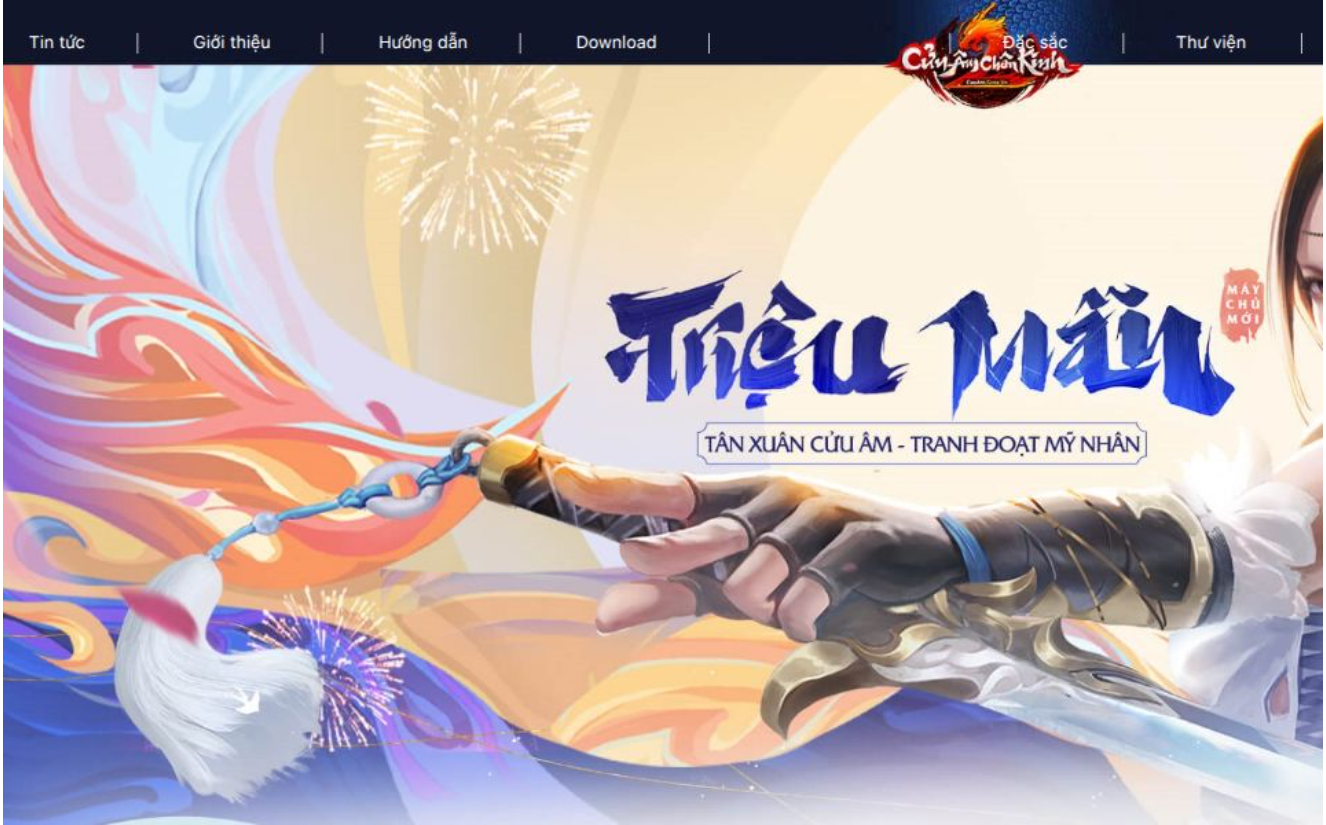 Tin tức | Giới thiệu | Hướng dẫn | Download | Đặc sắc | Thư viện |
Cửu Âm Chân Kinh
Triệu Mẫn
MÁY
CHỦ
MỚI
TÂN XUÂN CỬU ÂM - TRANH ĐOẠT MỸ NHÂN